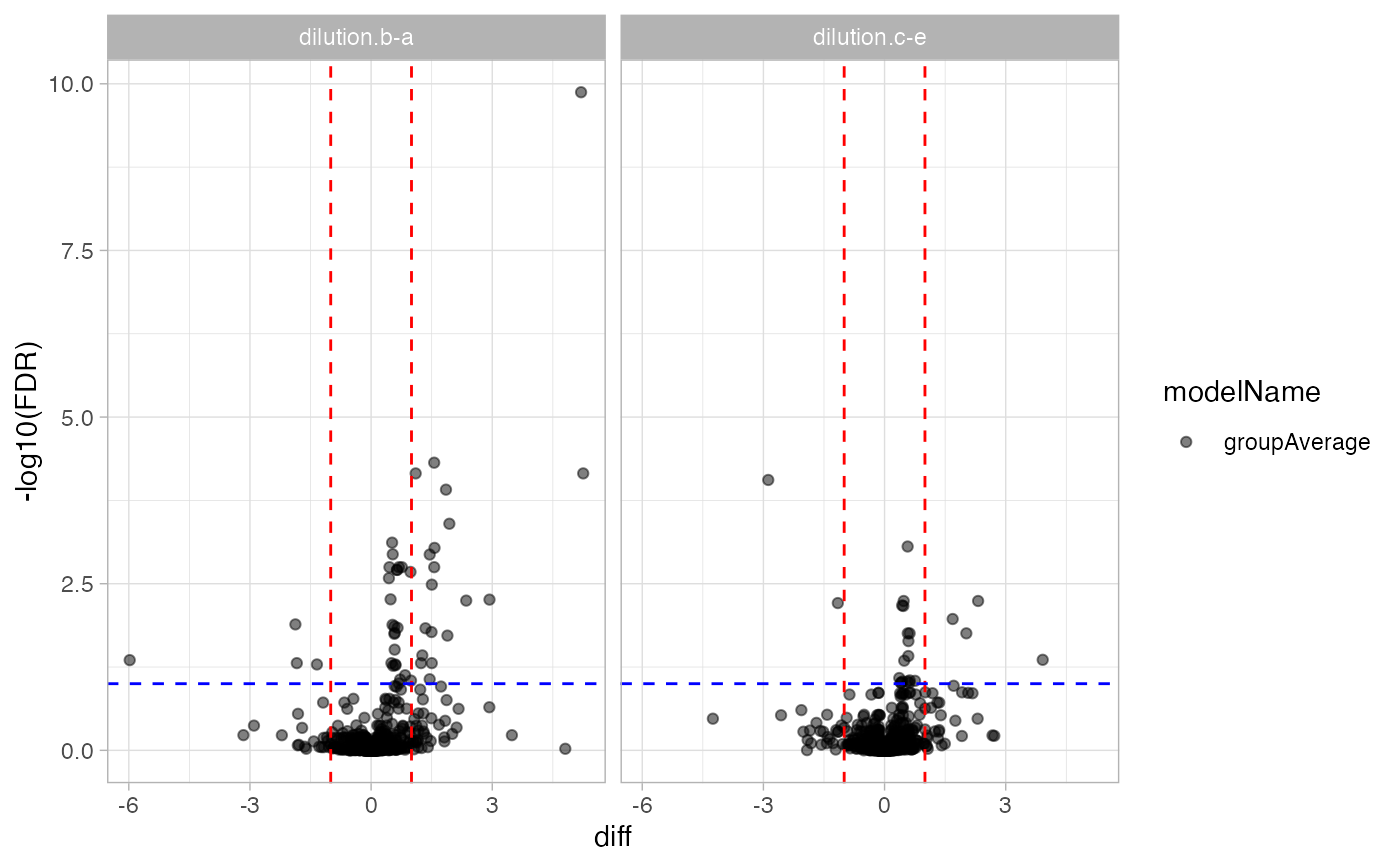 dilution.b-a
dilution.c-e
10.0
7.5
5.0
2.5
0.0
-log10(FDR)
-6
-3
0
3
-6
-3
0
3
diff
modelName
groupAverage